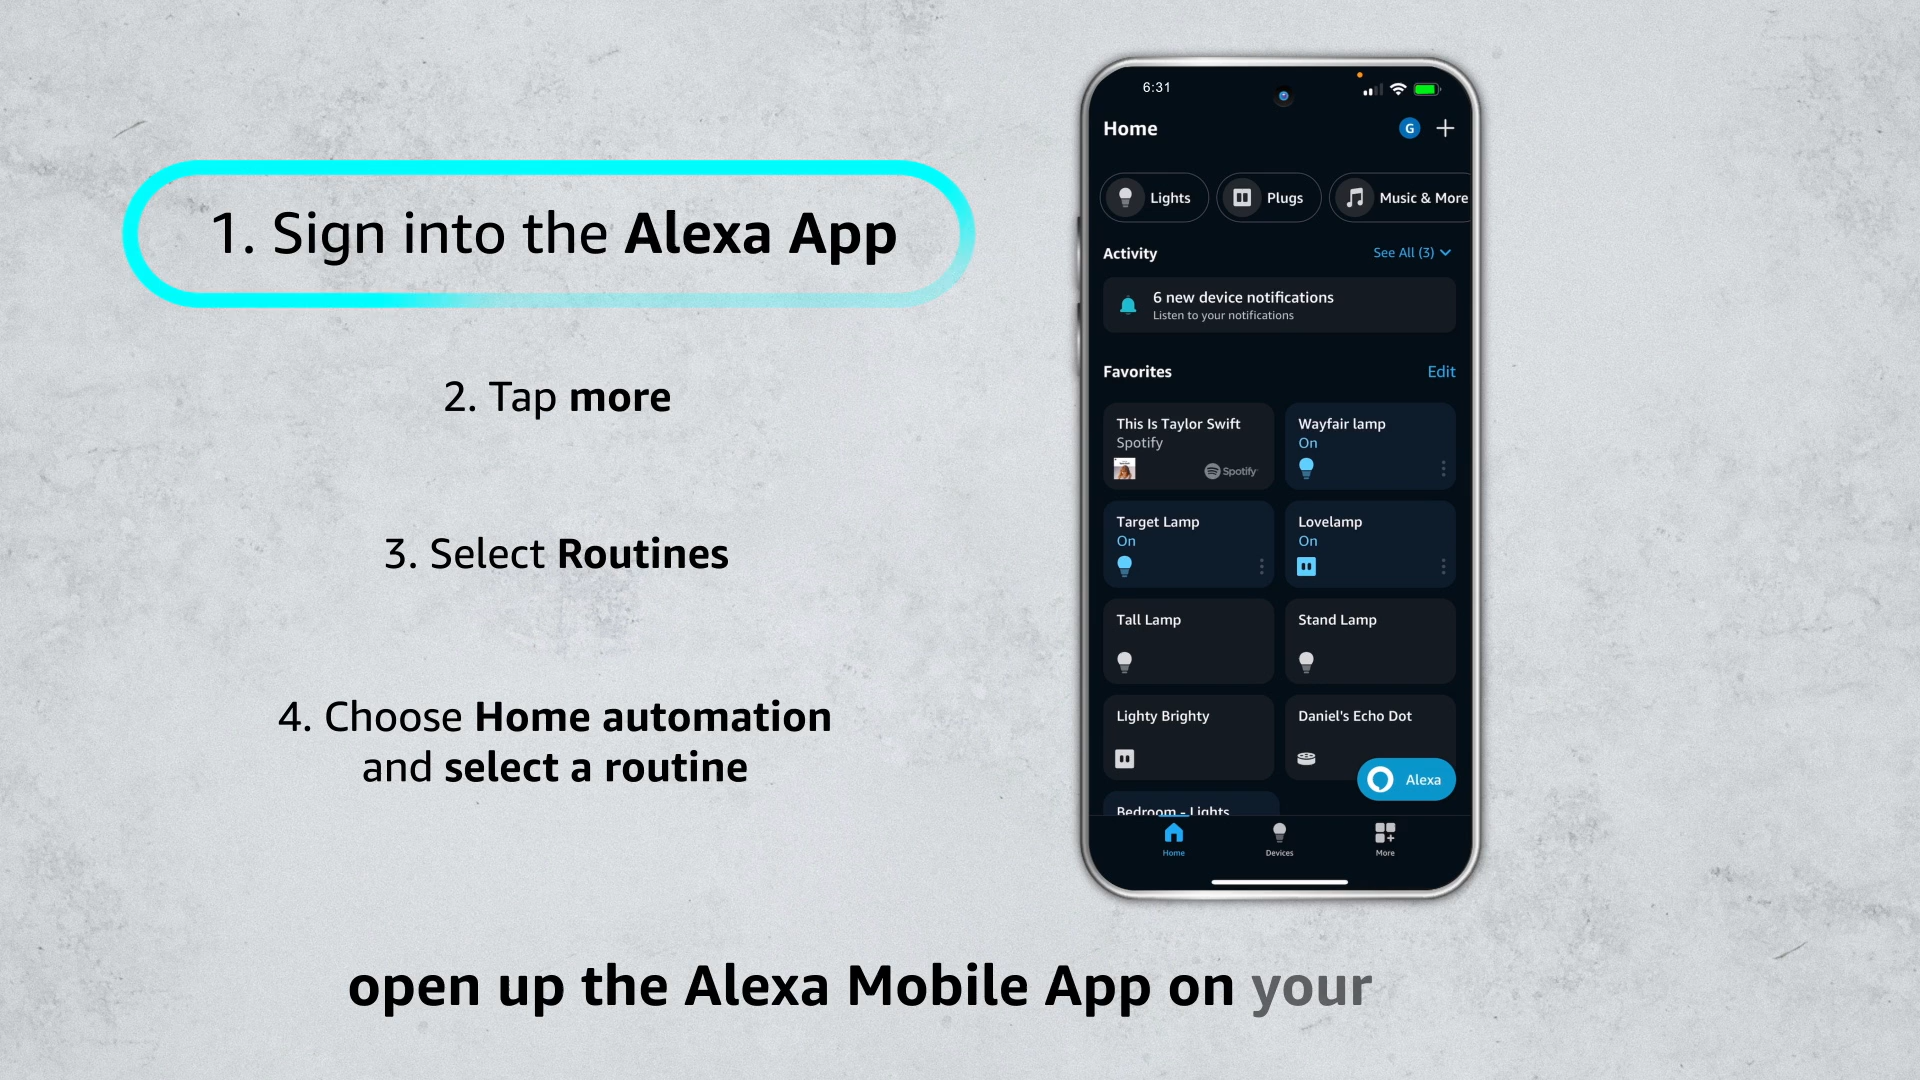 1. Sign into the Alexa App
2. Tap more
3. Select Routines
4. Choose Home automation
and select a routine
6:31
Home
G
Lights
Plugs
Music & More
Activity
See All (3)
6 new device notifications
Listen to your notifications
Favorites
Edit
This Is Taylor Swift
Spotify
Spotify
Wayfair lamp
On
Target Lamp
On
Lovelamp
On
Tall Lamp
Stand Lamp
Lighty Brighty
Daniel's Echo Dot
Alexa
Bedroom - Lights
Home
Devices
More
open up the Alexa Mobile App on your